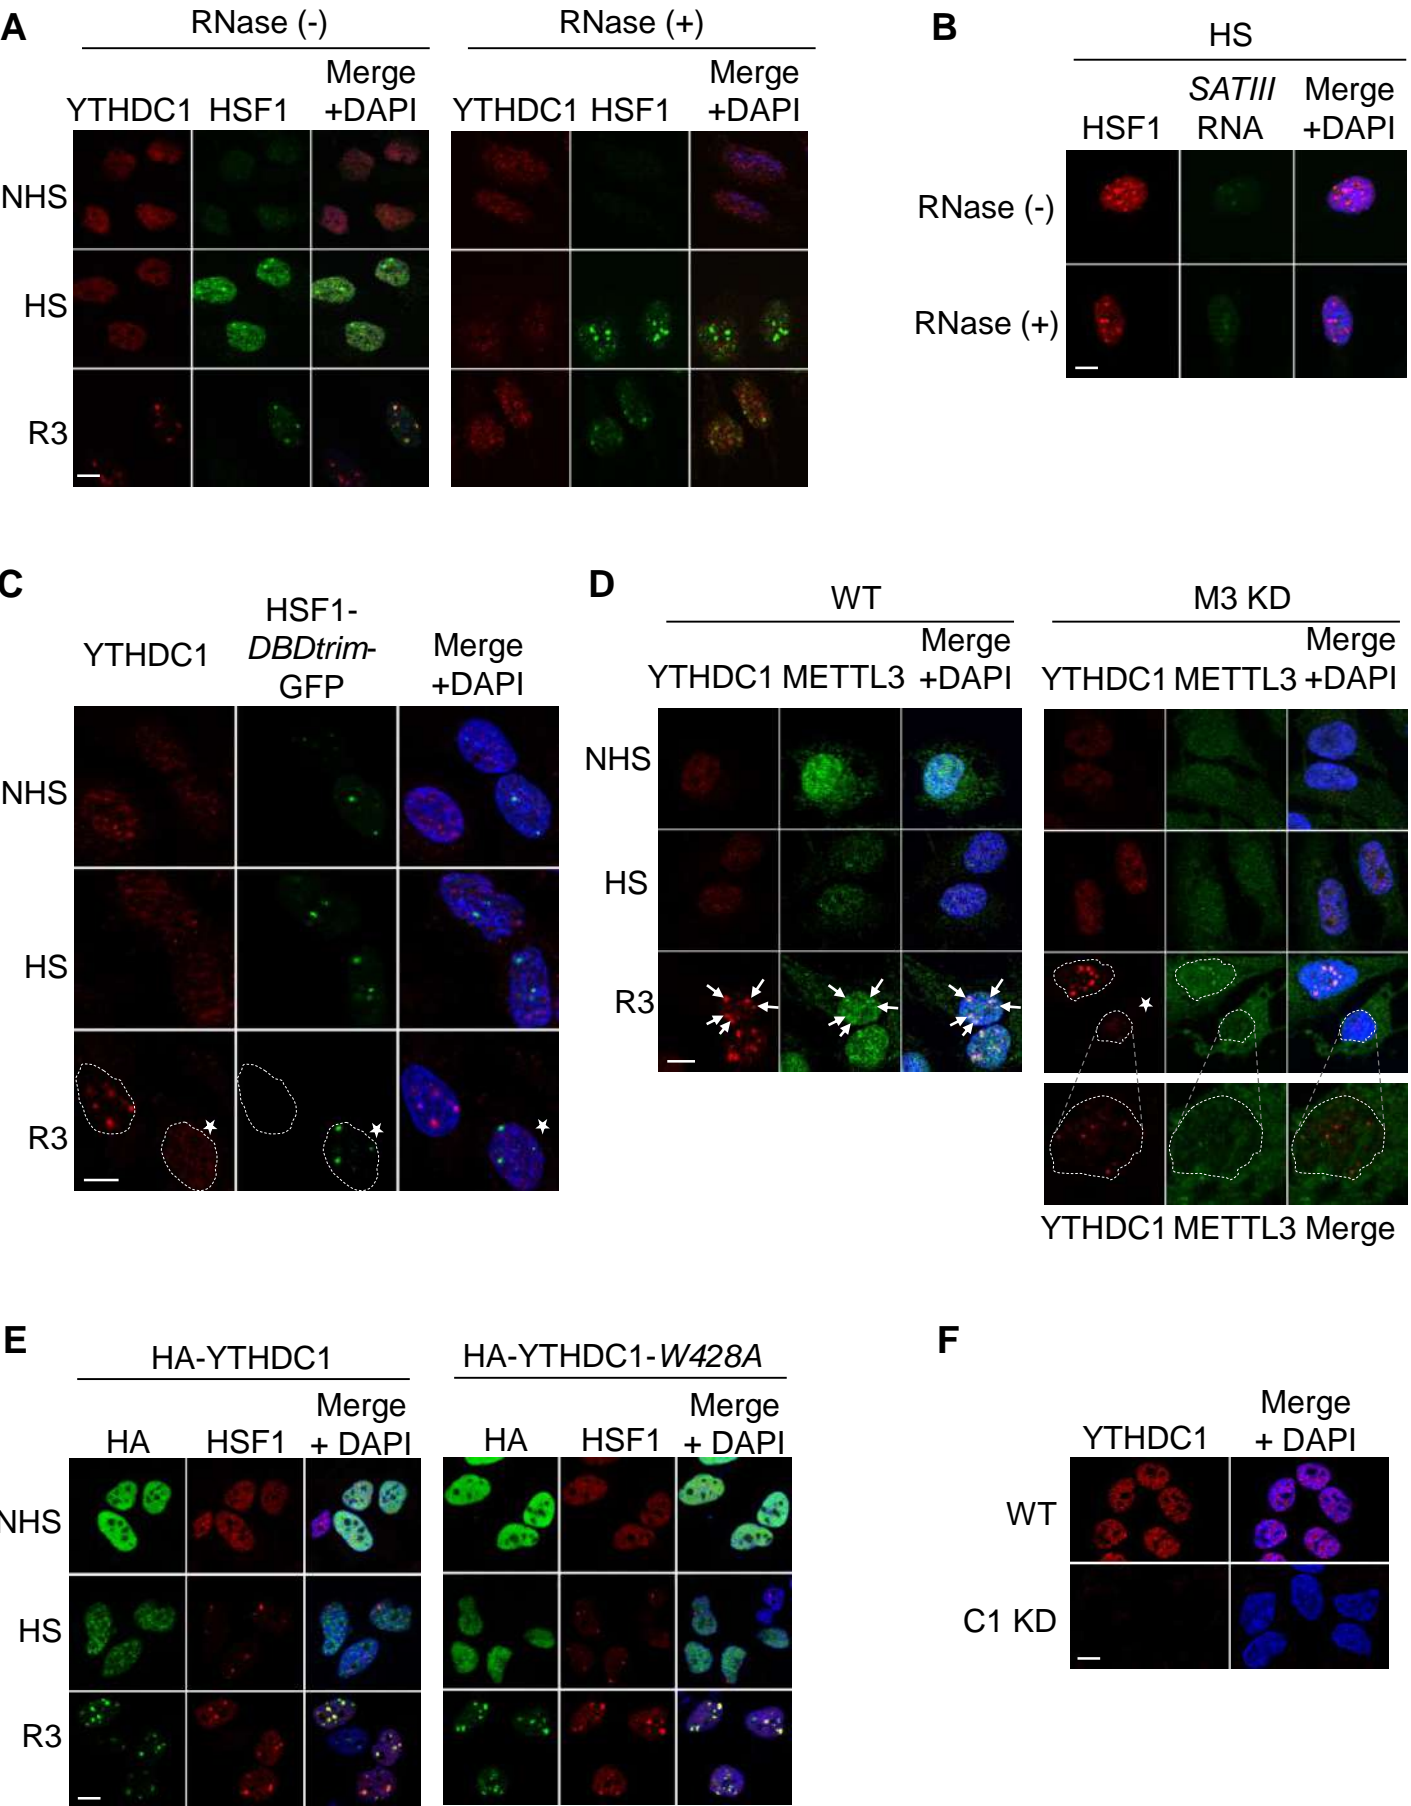 A
RNase (-)
RNase (+)
Merge
Merge
YTHDC1 HSF1 +DAPI
YTHDC1 HSF1 +DAPI
NHS
HS
R3
B
HS
SATIII Merge
HSF1 RNA +DAPI
RNase (-)
RNase (+)
C
HSF1-
YTHDC1 DBDtrim- Merge
GFP +DAPI
NHS
HS
R3
D
WT
M3 KD
Merge
Merge
YTHDC1 METTL3 +DAPI
YTHDC1 METTL3 +DAPI
NHS
HS
R3
YTHDC1 METTL3 Merge
E
HA-YTHDC1
HA-YTHDC1-W428A
Merge
Merge
HA HSF1 + DAPI
HA HSF1 + DAPI
NHS
HS
R3
F
Merge
YTHDC1 + DAPI
WT
C1 KD